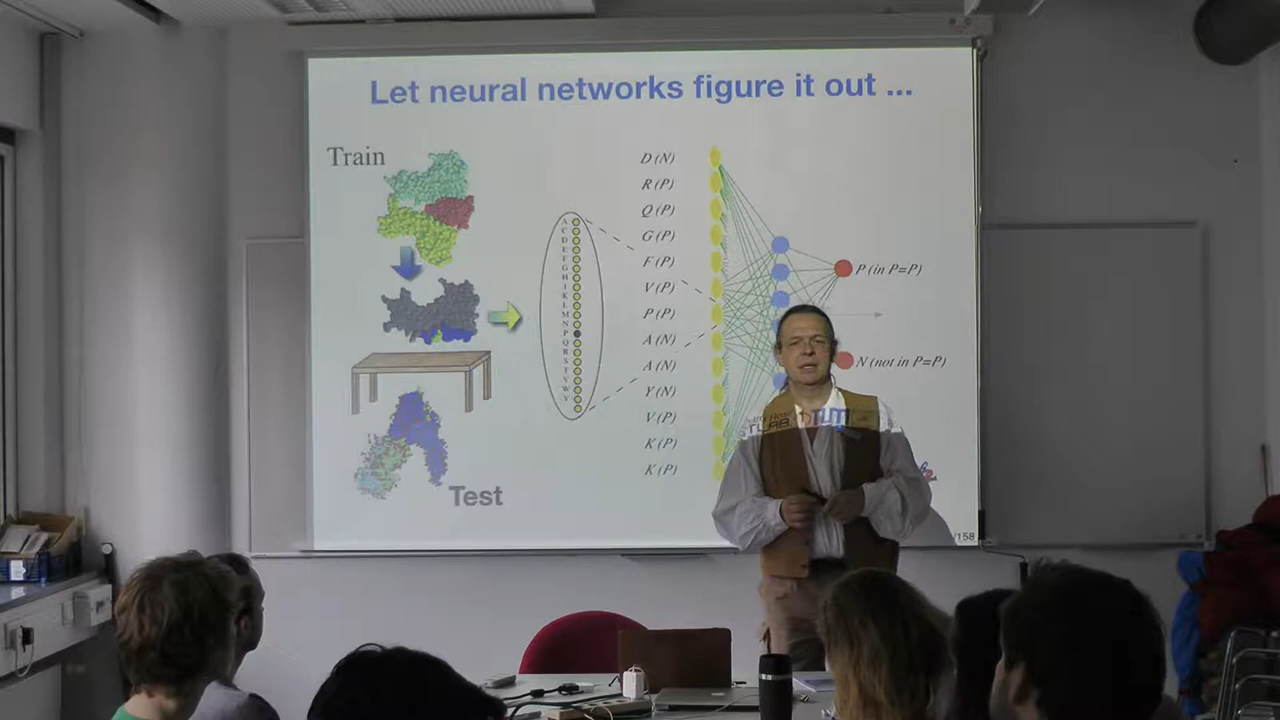 Let neural networks figure it out ...
Train
D (N)
R (P)
Q (P)
G (P)
F (P)
V (P)
P (P)
A (N)
A (N)
Y (N)
V (P)
K (P)
K (P)
A
C
D
E
F
G
H
I
K
L
M
N
P
Q
R
S
T
V
W
Y
P (in P=P)
N (not in P=P)
TUM
Test
/158